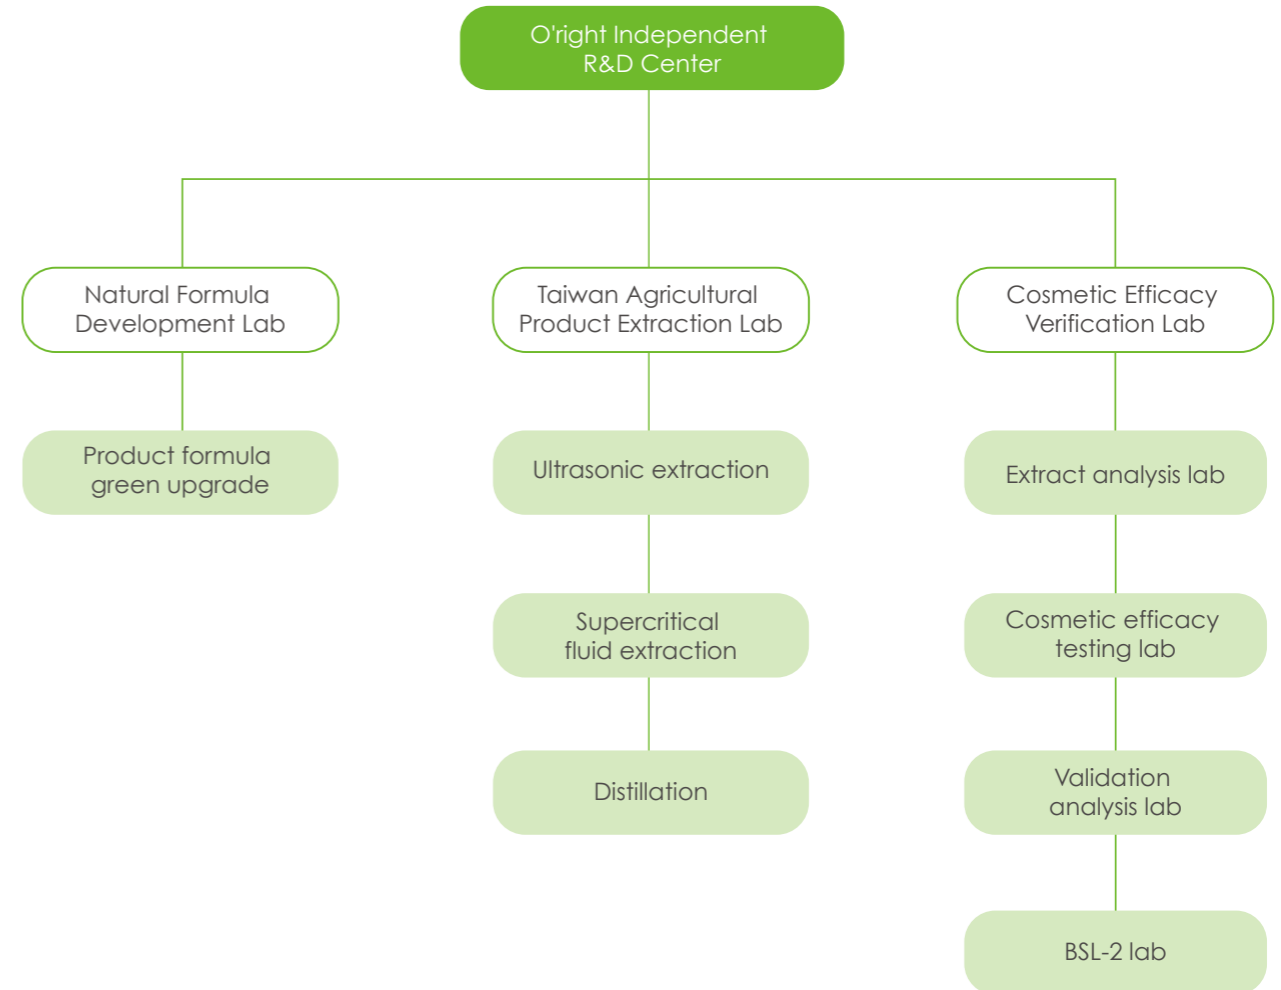 O'right Independent
R&D Center
Natural Formula
Development Lab
Taiwan Agricultural
Product Extraction Lab
Cosmetic Efficacy
Verification Lab
Product formula
green upgrade
Ultrasonic extraction
Extract analysis lab
Supercritical
fluid extraction
Cosmetic efficacy
testing lab
Distillation
Validation
analysis lab
BSL-2 lab